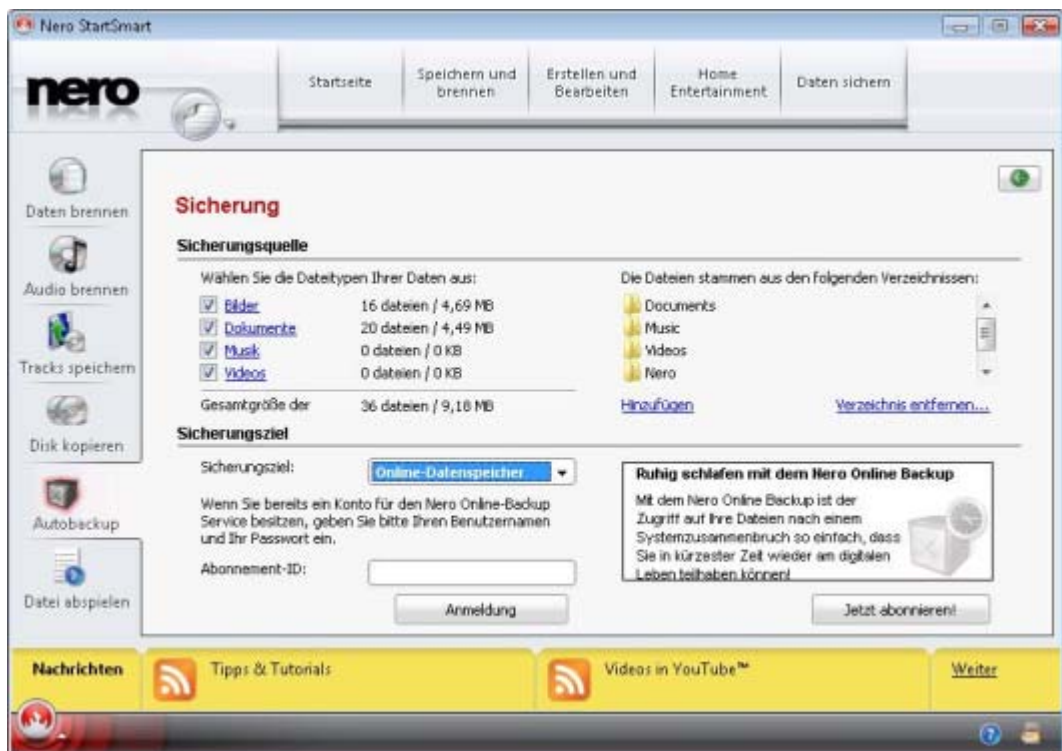 Nero StartSmart
nero
Startseite
Speichern und
brennen
Erstellen und
Bearbeiten
Home
Entertainment
Daten sichern
Daten brennen
Audio brennen
Tracks speichern
Disk kopieren
Autobackup
Datei abspielen
Sicherung
Sicherungsquelle
Wählen Sie die Dateitypen Ihrer Daten aus:
Bilder 16 dateien / 4,69 MB
Dokumente 20 dateien / 4,49 MB
Musik 0 dateien / 0 KB
Videos 0 dateien / 0 KB
Gesamtgröße der 36 dateien / 9,18 MB
Die Dateien stammen aus den folgenden Verzeichnissen:
Documents
Music
Videos
Nero
Hinzufügen Verzeichnis entfernen...
Sicherungsziel
Sicherungsziel: Online-Datenspeicher
Wenn Sie bereits ein Konto für den Nero Online-Backup
Service besitzen, geben Sie bitte Ihren Benutzernamen
und Ihr Passwort ein.
Abonnement-ID:
Anmeldung
Ruhig schlafen mit dem Nero Online Backup
Mit dem Nero Online Backup ist der
Zugriff auf Ihre Dateien nach einem
Systemzusammenbruch so einfach, dass
Sie in kürzester Zeit wieder am digitalen
Leben teilhaben können!
Jetzt abonnieren!
Nachrichten
Tipps & Tutorials
Videos in YouTube™
Weiter